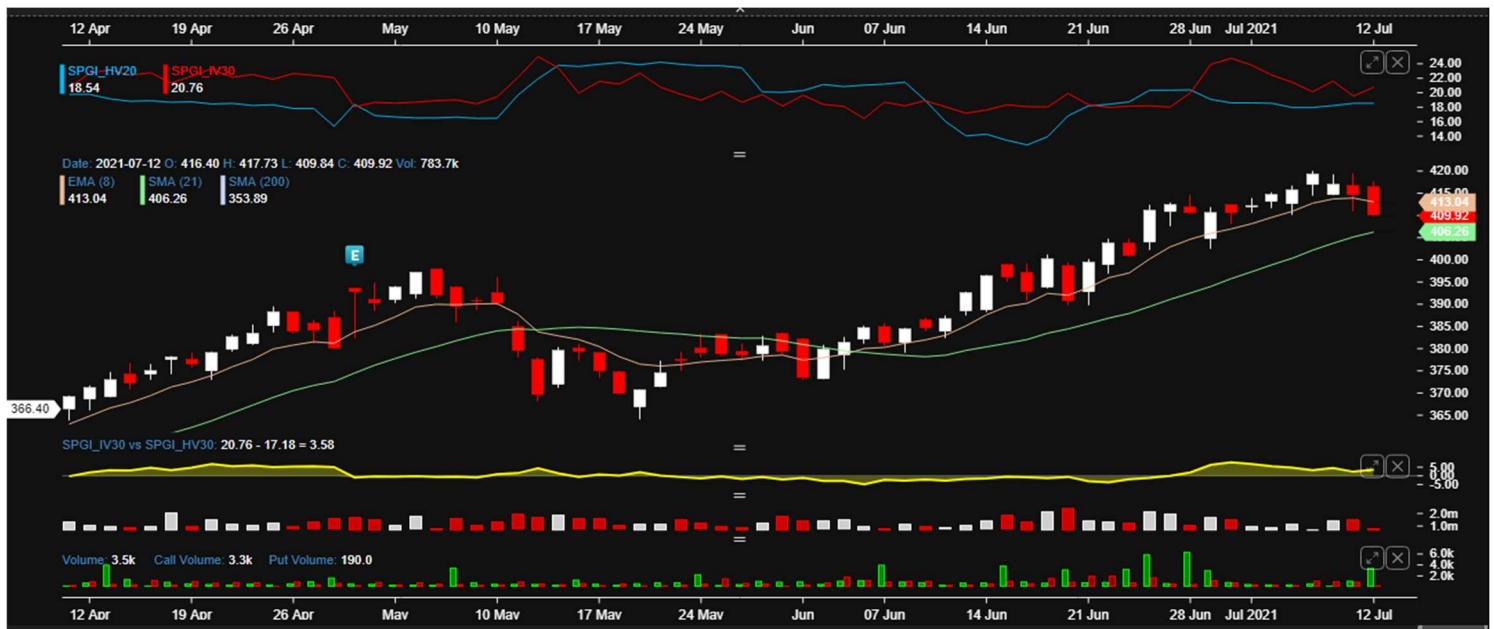 12 Apr 19 Apr 26 Apr May 10 May 17 May 24 May Jun 07 Jun 14 Jun 21 Jun 28 Jun Jul 2021 12 Jul
SPGI_HV20 SPGI_IV30
18.54 20.76
24.00
22.00
20.00
18.00
16.00
14.00
Date: 2021-07-12 O: 416.40 H: 417.73 L: 409.84 C: 409.92 Vol: 783.7k
EMA (8) SMA (21) SMA (200)
413.04 406.26 353.89
420.00
415.00
413.04
409.92
406.26
400.00
395.00
390.00
385.00
380.00
375.00
370.00
365.00
E
366.40
SPGI_IV30 vs SPGI_HV30: 20.76 - 17.18 = 3.58
5.00
0.00
-5.00
2.0m
1.0m
Volume: 3.5k Call Volume: 3.3k Put Volume: 190.0
6.0k
4.0k
2.0k
12 Apr 19 Apr 26 Apr May 10 May 17 May 24 May Jun 07 Jun 14 Jun 21 Jun 28 Jun Jul 2021 12 Jul